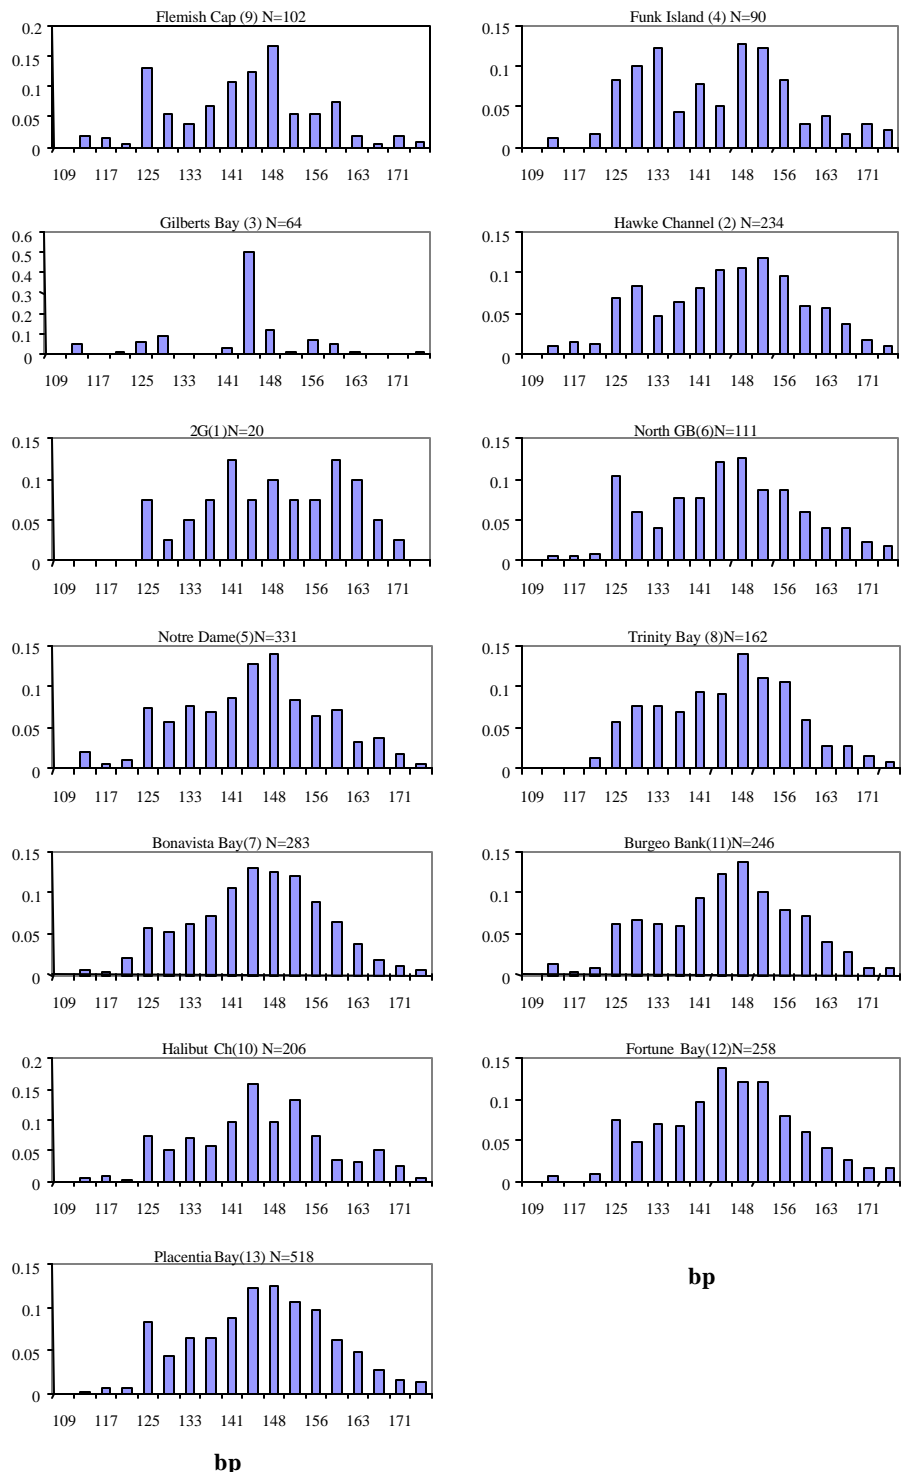 Flemish Cap (9) N=102
0.2
0.15
0.1
0.05
0
109 117 125 133 141 148 156 163 171
Funk Island (4) N=90
0.15
0.1
0.05
0
109 117 125 133 141 148 156 163 171
Gilberts Bay (3) N=64
0.6
0.5
0.4
0.3
0.2
0.1
0
109 117 125 133 141 148 156 163 171
Hawke Channel (2) N=234
0.15
0.1
0.05
0
109 117 125 133 141 148 156 163 171
2G(1)N=20
0.15
0.1
0.05
0
109 117 125 133 141 148 156 163 171
North GB(6)N=111
0.15
0.1
0.05
0
109 117 125 133 141 148 156 163 171
Notre Dame(5)N=331
0.15
0.1
0.05
0
109 117 125 133 141 148 156 163 171
Trinity Bay (8)N=162
0.15
0.1
0.05
0
109 117 125 133 141 148 156 163 171
Bonavista Bay(7) N=283
0.15
0.1
0.05
0
109 117 125 133 141 148 156 163 171
Burgeo Bank(11)N=246
0.15
0.1
0.05
0
109 117 125 133 141 148 156 163 171
Halibut Ch(10) N=206
0.2
0.15
0.1
0.05
0
109 117 125 133 141 148 156 163 171
Fortune Bay(12)N=258
0.15
0.1
0.05
0
109 117 125 133 141 148 156 163 171
bp
Placentia Bay(13) N=518
0.15
0.1
0.05
0
109 117 125 133 141 148 156 163 171
bp